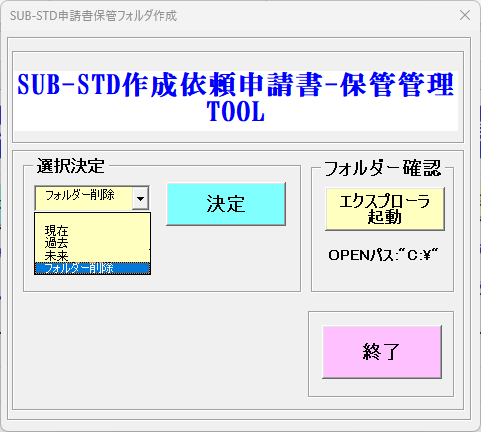 SUB-STD申請書保管フォルダ作成
SUB-STD作成依頼申請書-保管管理
TOOL
選択決定
フォルダー削除
決定
現在
過去
未来
フォルダー削除
フォルダー確認
エクスプローラ
起動
OPENパス:"C:¥"
終了